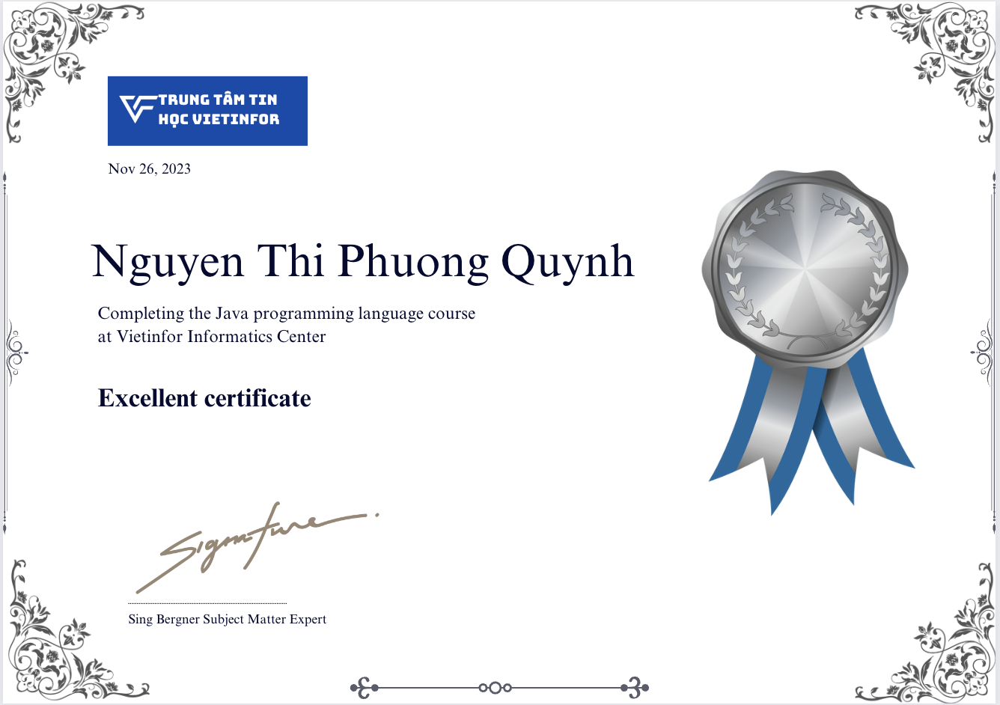 TRUNG TÂM TIN
HỌC VIETINFOR
Nov 26, 2023
Nguyen Thi Phuong Quynh
Completing the Java programming language course
at Vietinfor Informatics Center
Excellent certificate
Signature
Sing Bergner Subject Matter Expert